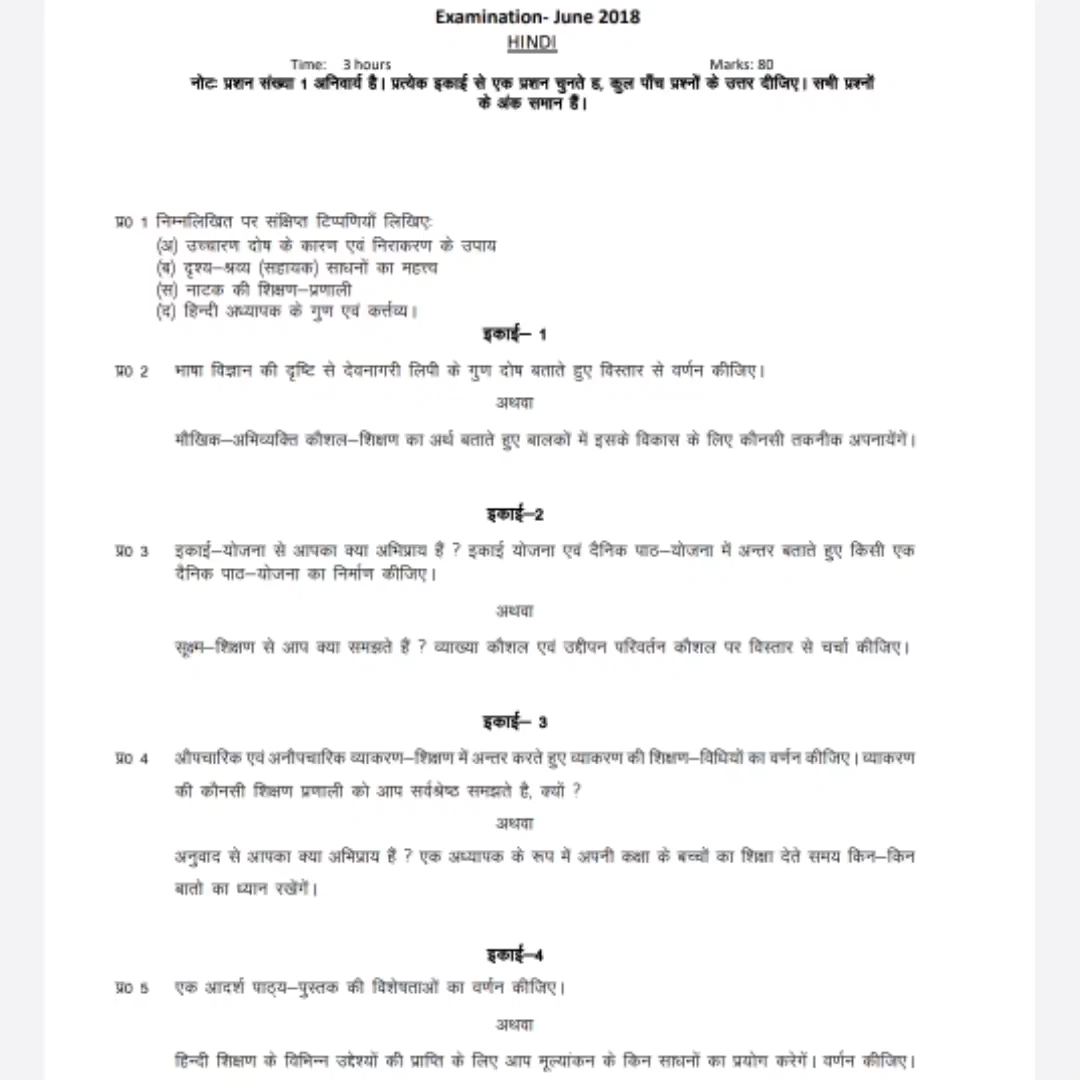 Examination- June 2018
HINDI
Time: 3 hours Marks: 80
नोटः प्रशन संख्या 1 अनिवार्य है। प्रत्येक इकाई से एक प्रशन चुनते ह, कुल पाँच प्रश्नों के उत्तर दीजिए। सभी प्रश्नों
के अंक समान हैं।
प्र0 1 निम्नलिखित पर संक्षिप्त टिप्पणियाँ लिखिएः
(अ) उच्चारण दोष के कारण एवं निराकरण के उपाय
(ब) दृश्य–श्रव्य (सहायक) साधनों का महत्त्व
(स) नाटक की शिक्षण–प्रणाली
(द) हिन्दी अध्यापक के गुण एवं कर्त्तव्य।
इकाई– 1
प्र0 2 भाषा विज्ञान की दृष्टि से देवनागरी लिपी के गुण दोष बताते हुए विस्तार से वर्णन कीजिए।
अथवा
मौखिक–अभिव्यक्ति कौशल–शिक्षण का अर्थ बताते हुए बालकों में इसके विकास के लिए कौनसी तकनीक अपनायेंगें।
इकाई–2
प्र0 3 इकाई–योजना से आपका क्या अभिप्राय हैं ? इकाई योजना एवं दैनिक पाठ–योजना में अन्तर बताते हुए किसी एक
दैनिक पाठ–योजना का निर्माण कीजिए।
अथवा
सूक्ष्म–शिक्षण से आप क्या समझते हैं ? व्याख्या कौशल एवं उद्दीपन परिवर्तन कौशल पर विस्तार से चर्चा कीजिए।
इकाई– 3
प्र0 4 औपचारिक एवं अनौपचारिक व्याकरण–शिक्षण में अन्तर करते हुए व्याकरण की शिक्षण–विधियों का वर्णन कीजिए। व्याकरण
की कौनसी शिक्षण प्रणाली को आप सर्वश्रेष्ठ समझते है, क्यों ?
अथवा
अनुवाद से आपका क्या अभिप्राय हैं ? एक अध्यापक के रूप में अपनी कक्षा के बच्चों का शिक्षा देते समय किन–किन
बातो का ध्यान रखेंगें।
इकाई–4
प्र0 5 एक आदर्श पाठ्य–पुस्तक की विशेषताओं का वर्णन कीजिए।
अथवा
हिन्दी शिक्षण के विभिन्न उद्देश्यों की प्राप्ति के लिए आप मूल्यांकन के किन साधनों का प्रयोग करेगें। वर्णन कीजिए।